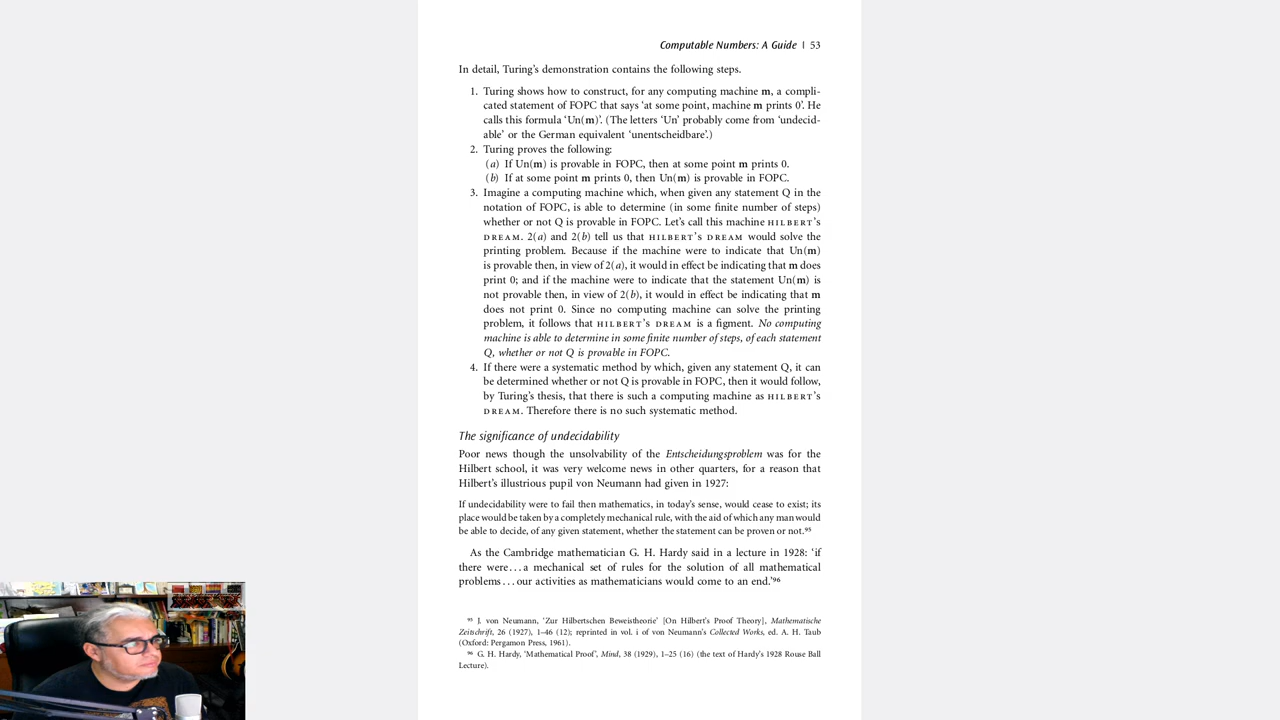 Computable Numbers: A Guide | 53
In detail, Turing's demonstration contains the following steps.
1. Turing shows how to construct, for any computing machine m, a compli-
cated statement of FOPC that says 'at some point, machine m prints 0'. He
calls this formula 'Un(m)'. (The letters 'Un' probably come from 'undecid-
able' or the German equivalent 'unentscheidbare'.)
2. Turing proves the following:
(a) If Un(m) is provable in FOPC, then at some point m prints 0.
(b) If at some point m prints 0, then Un(m) is provable in FOPC.
3. Imagine a computing machine which, when given any statement Q in the
notation of FOPC, is able to determine (in some finite number of steps)
whether or not Q is provable in FOPC. Let's call this machine HILBERT'S
DREAM. 2(a) and 2(b) tell us that HILBERT'S DREAM would solve the
printing problem. Because if the machine were to indicate that Un(m)
is provable then, in view of 2(a), it would in effect be indicating that m does
print 0; and if the machine were to indicate that the statement Un(m) is
not provable then, in view of 2(b), it would in effect be indicating that m
does not print 0. Since no computing machine can solve the printing
problem, it follows that HILBERT'S DREAM is a figment. No computing
machine is able to determine in some finite number of steps, of each statement
Q, whether or not Q is provable in FOPC.
4. If there were a systematic method by which, given any statement Q, it can
be determined whether or not Q is provable in FOPC, then it would follow,
by Turing's thesis, that there is such a computing machine as HILBERT'S
DREAM. Therefore there is no such systematic method.
The significance of undecidability
Poor news though the unsolvability of the Entscheidungsproblem was for the
Hilbert school, it was very welcome news in other quarters, for a reason that
Hilbert's illustrious pupil von Neumann had given in 1927:
If undecidability were to fail then mathematics, in today's sense, would cease to exist; its
place would be taken by a completely mechanical rule, with the aid of which any man would
be able to decide, of any given statement, whether the statement can be proven or not.⁹⁵
As the Cambridge mathematician G. H. Hardy said in a lecture in 1928: 'if
there were...a mechanical set of rules for the solution of all mathematical
problems...our activities as mathematicians would come to an end.'⁹⁶
⁹⁵ J. von Neumann, 'Zur Hilbertschen Beweistheorie' [On Hilbert's Proof Theory], Mathematische
Zeitschrift, 26 (1927), 1–46 (12); reprinted in vol. i of von Neumann's Collected Works, ed. A. H. Taub
(Oxford: Pergamon Press, 1961).
⁹⁶ G. H. Hardy, 'Mathematical Proof', Mind, 38 (1929), 1–25 (16) (the text of Hardy's 1928 Rouse Ball
Lecture).